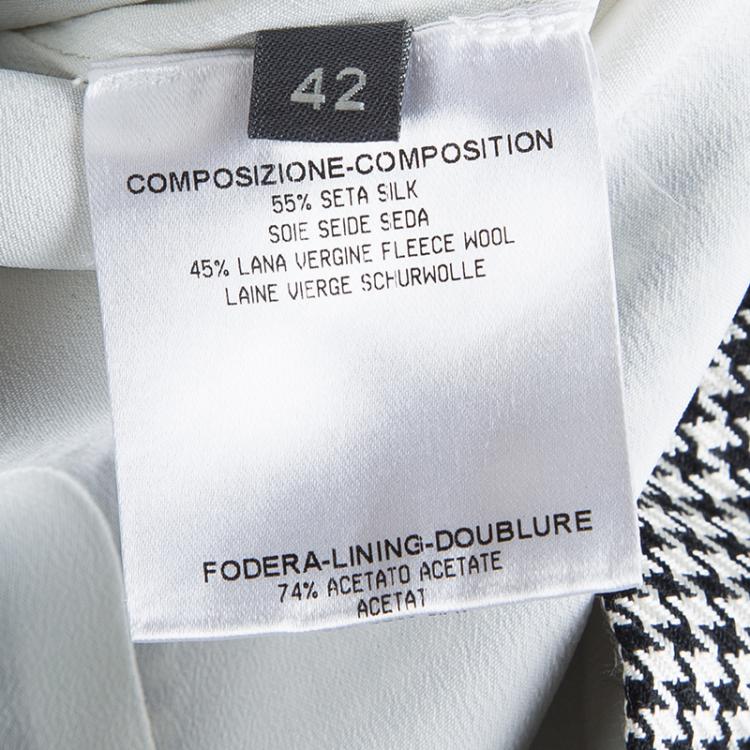 42
COMPOSIZIONE-COMPOSITION
55% SETA SILK
SOIE SEIDE SEDA
45% LANA VERGINE FLEECE WOOL
LAINE VIERGE SCHURWOLLE
FODERA-LINING-DOUBLURE
74% ACETATO ACETATE
ACETAT